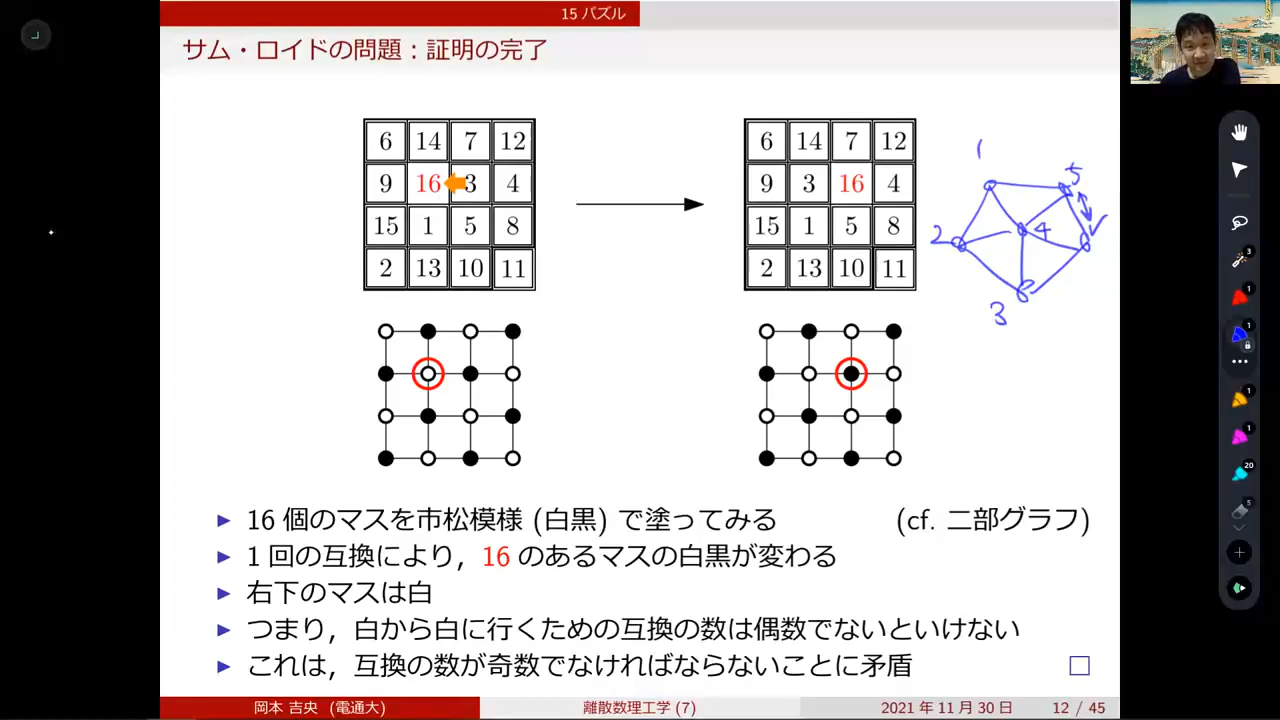 15 パズル
サム・ロイドの問題：証明の完了
6 14 7 12
9 16 3 4
15 1 5 8
2 13 10 11
6 14 7 12
9 3 16 4
15 1 5 8
2 13 10 11
1
5
2
4
3
16 個のマスを市松模様 (白黒) で塗ってみる (cf. 二部グラフ)
1 回の互換により，16 のあるマスの白黒が変わる
右下のマスは白
つまり，白から白に行くための互換の数は偶数でないといけない
これは，互換の数が奇数でなければならないことに矛盾
岡本 吉央 (電通大) 離散数理工学 (7) 2021 年 11 月 30 日 12 / 45
3
1
1
1
1
20
5